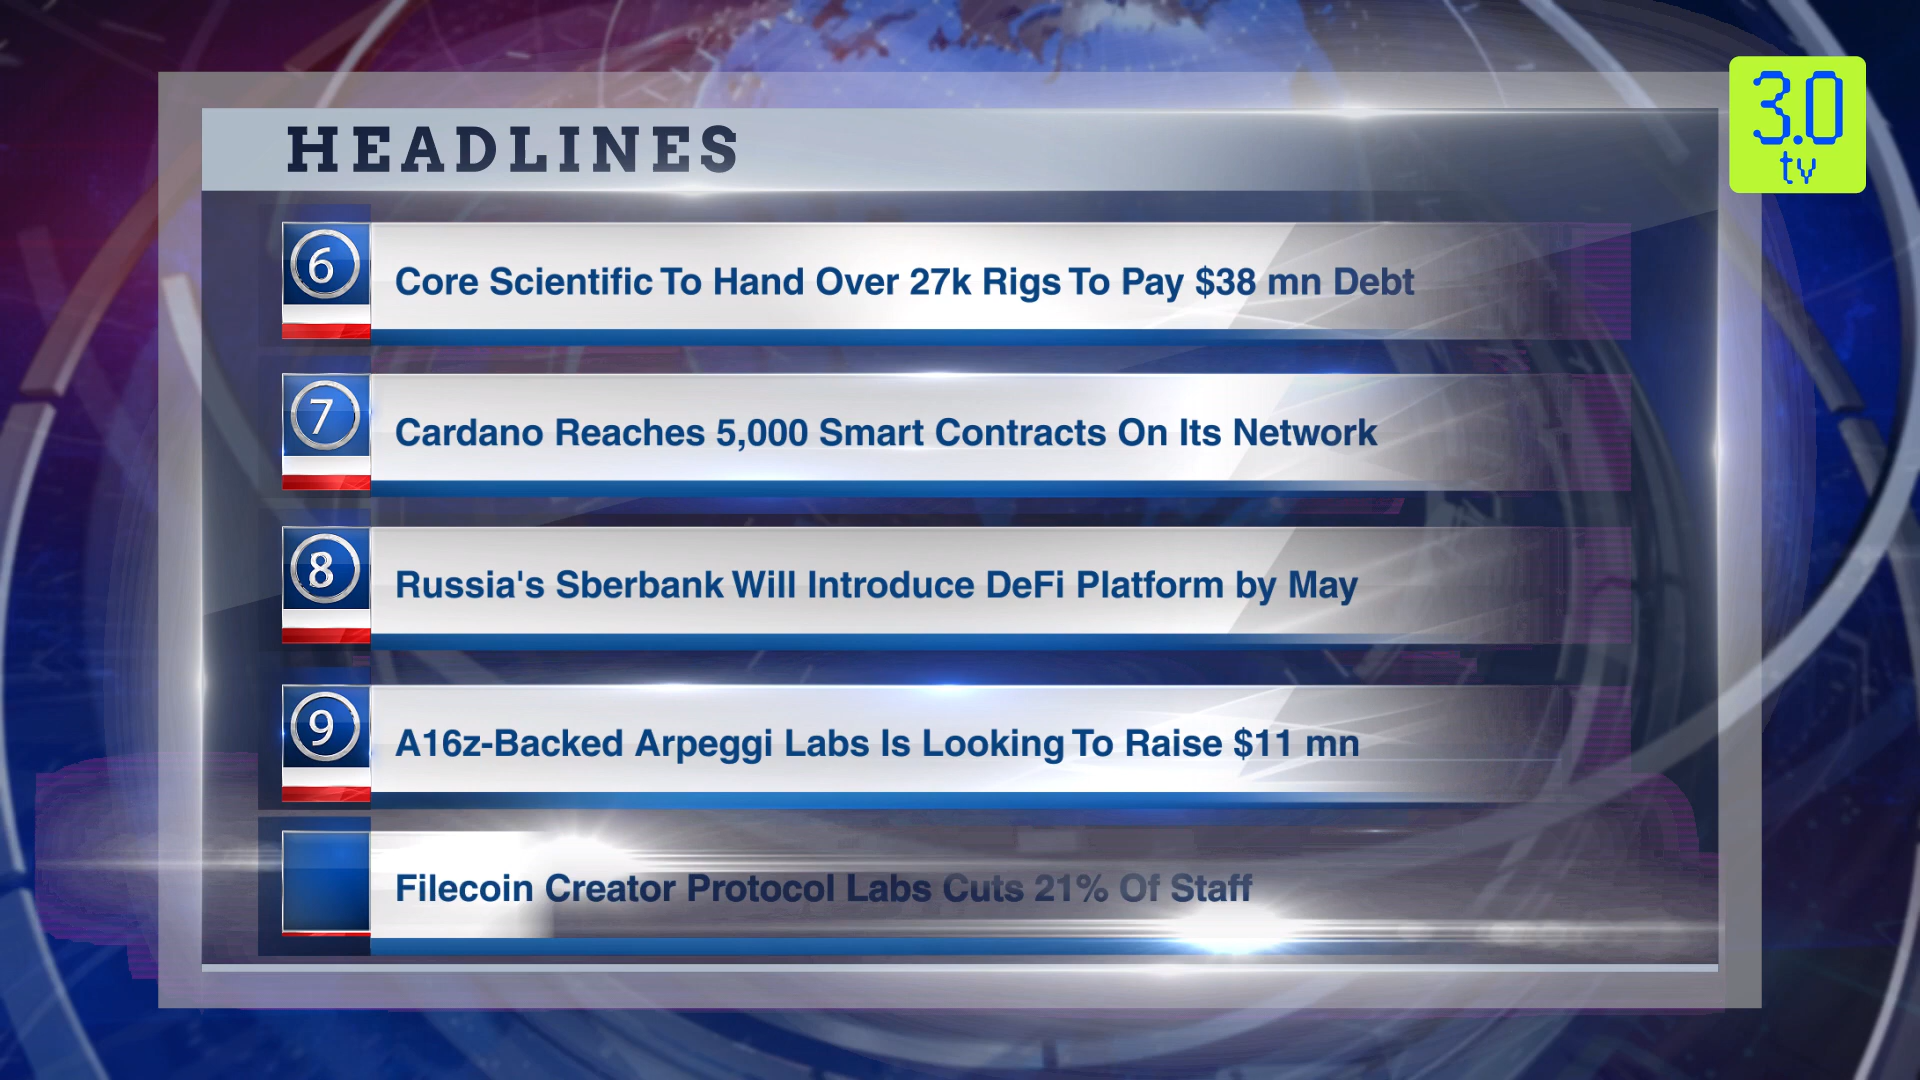 HEADLINES
3.0
tv
6
Core Scientific To Hand Over 27k Rigs To Pay $38 mn Debt
7
Cardano Reaches 5,000 Smart Contracts On Its Network
8
Russia's Sberbank Will Introduce DeFi Platform by May
9
A16z-Backed Arpeggi Labs Is Looking To Raise $11 mn
Filecoin Creator Protocol Labs Cuts 21% Of Staff